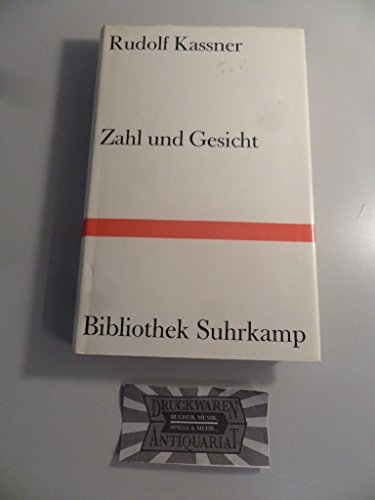 Rudolf Kassner
Zahl und Gesicht
Bibliothek Suhrkamp
DRUCKWAREN
BÜCHER, MUSIK,
SPIELE & MEHR...
ANTIQUARIAT